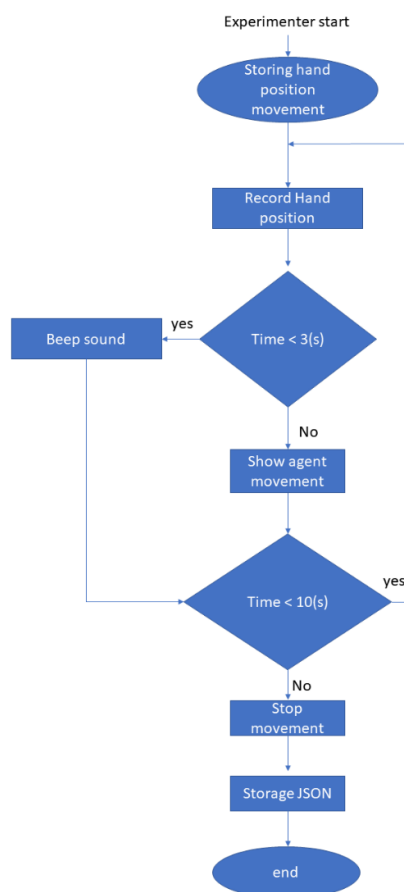 Experimenter start
Storing hand
position
movement
Record Hand
position
Time < 3(s)
yes
Beep sound
No
Show agent
movement
Time < 10(s)
yes
No
Stop
movement
Storage JSON
end